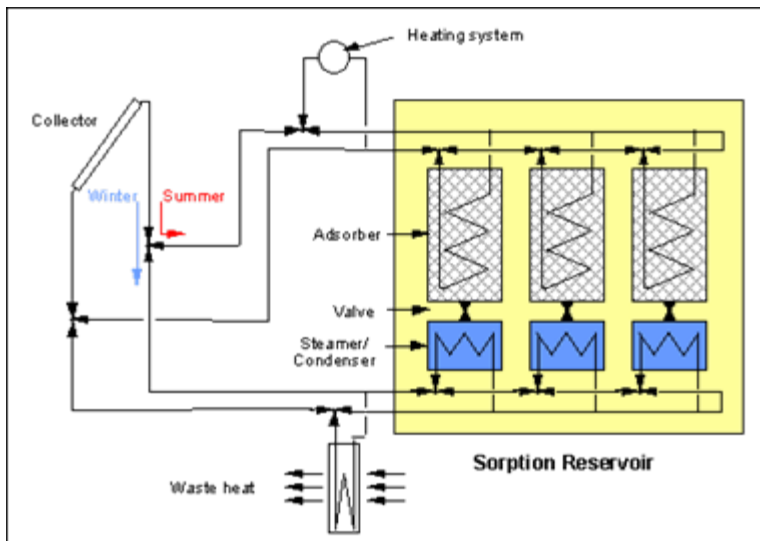 Heating system
Collector
Winter
Summer
Adsorber
Valve
Steamer/
Condenser
Sorption Reservoir
Waste heat